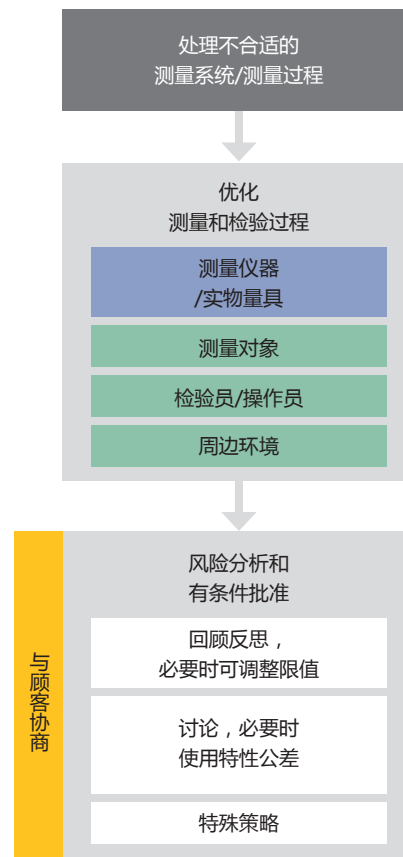 处理不合适的
测量系统/测量过程
优化
测量和检验过程
测量仪器
/实物量具
测量对象
检验员/操作员
周边环境
与顾客协商
风险分析和
有条件批准
回顾反思，
必要时可调整限值
讨论，必要时
使用特性公差
特殊策略